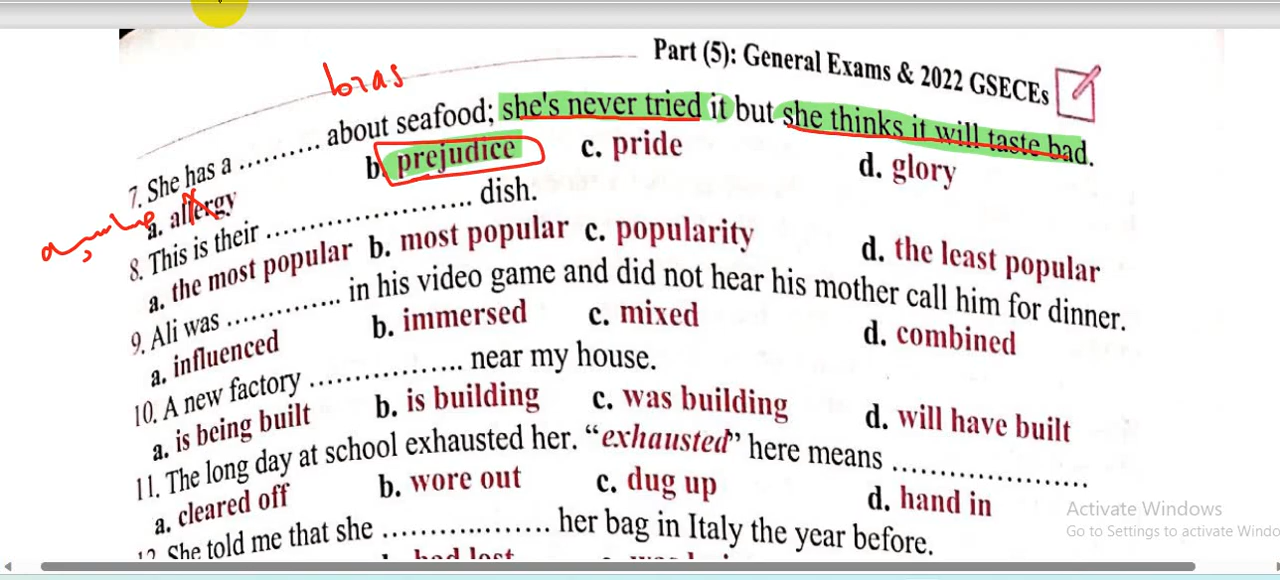 Part (5): General Exams & 2022 GSECEs
bias
7. She has a .......... about seafood; she's never tried it but she thinks it will taste bad.
a. allergy b. prejudice c. pride d. glory
8. This is their .......................... dish.
a. the most popular b. most popular c. popularity d. the least popular
9. Ali was .............. in his video game and did not hear his mother call him for dinner.
a. influenced b. immersed c. mixed d. combined
10. A new factory .................. near my house.
a. is being built b. is building c. was building d. will have built
11. The long day at school exhausted her. “exhausted” here means ......................
a. cleared off b. wore out c. dug up d. hand in
12. She told me that she .................... her bag in Italy the year before.
had lost
Activate Windows
Go to Settings to activate Windo